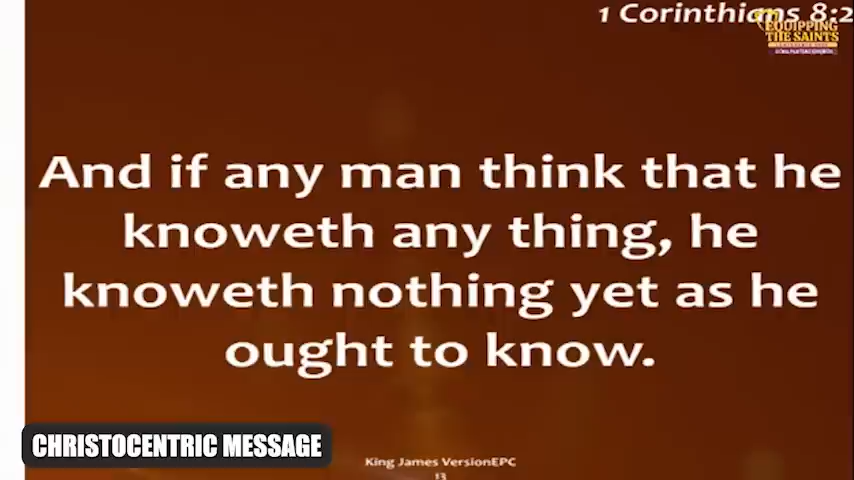 1 Corinthians 8:2
EQUIPPING
THE SAINTS
And if any man think that he
knoweth any thing, he
knoweth nothing yet as he
ought to know.
CHRISTOCENTRIC MESSAGE
King James VersionEPC
13